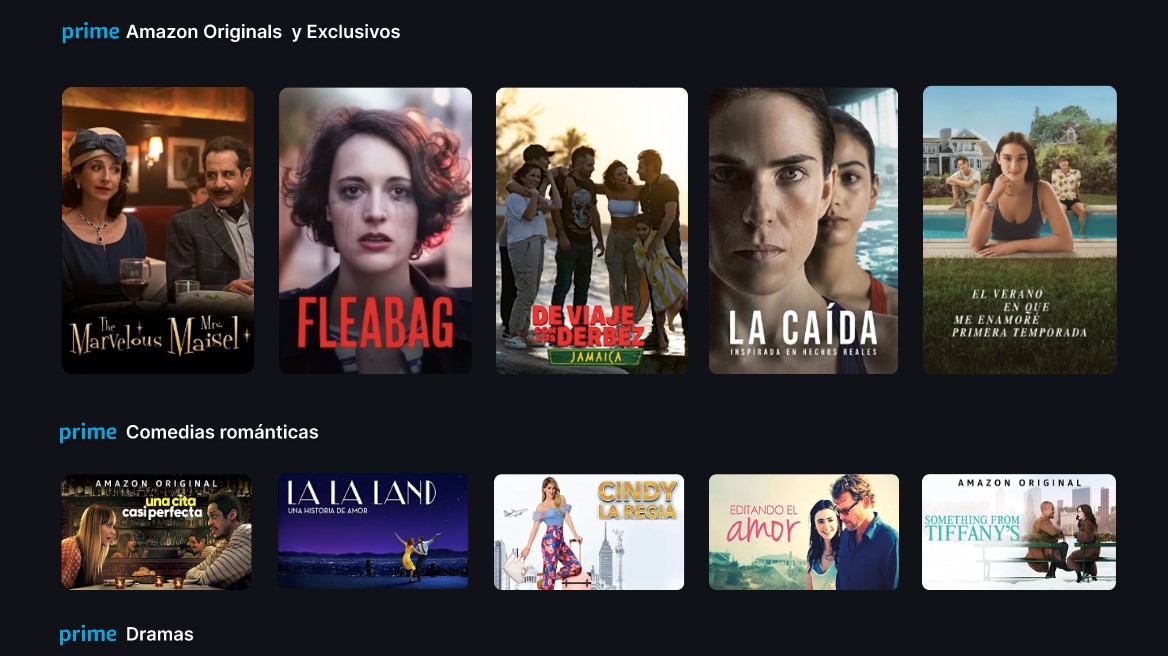 prime Amazon Originals y Exclusivos
The
Marvelous
Mrs.
Maisel
FLEABAG
DE VIAJE
CON LOS
DERBEZ
JAMAICA
LA CAÍDA
INSPIRADA EN HECHOS REALES
EL VERANO
EN QUE
ME ENAMORÉ
PRIMERA TEMPORADA
prime Comedias románticas
AMAZON ORIGINAL
una cita
casi perfecta
LA LA LAND
UNA HISTORIA DE AMOR
CINDY
LA REGIA
EDITANDO EL
amor
AMAZON ORIGINAL
SOMETHING FROM
TIFFANY'S
prime Dramas